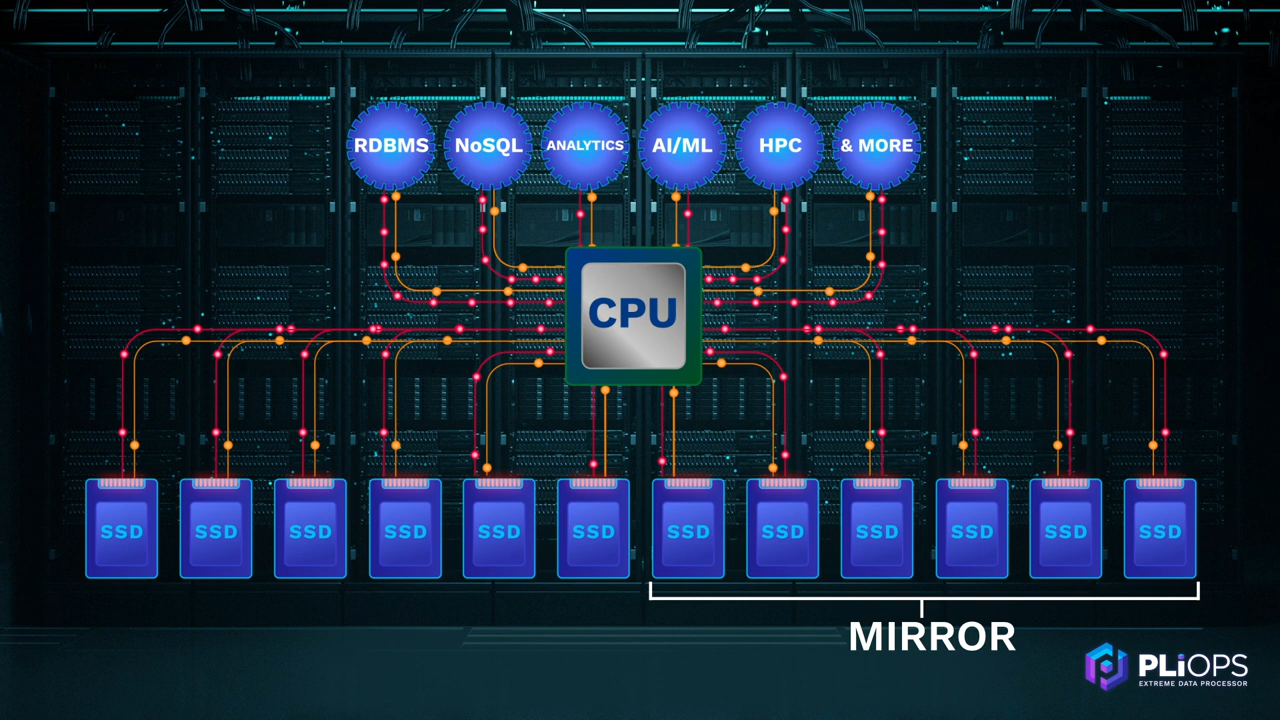 RDBMS
NoSQL
ANALYTICS
AI/ML
HPC
& MORE
CPU
SSD
SSD
SSD
SSD
SSD
SSD
SSD
SSD
SSD
SSD
SSD
SSD
MIRROR
PLiOPS
EXTREME DATA PROCESSOR